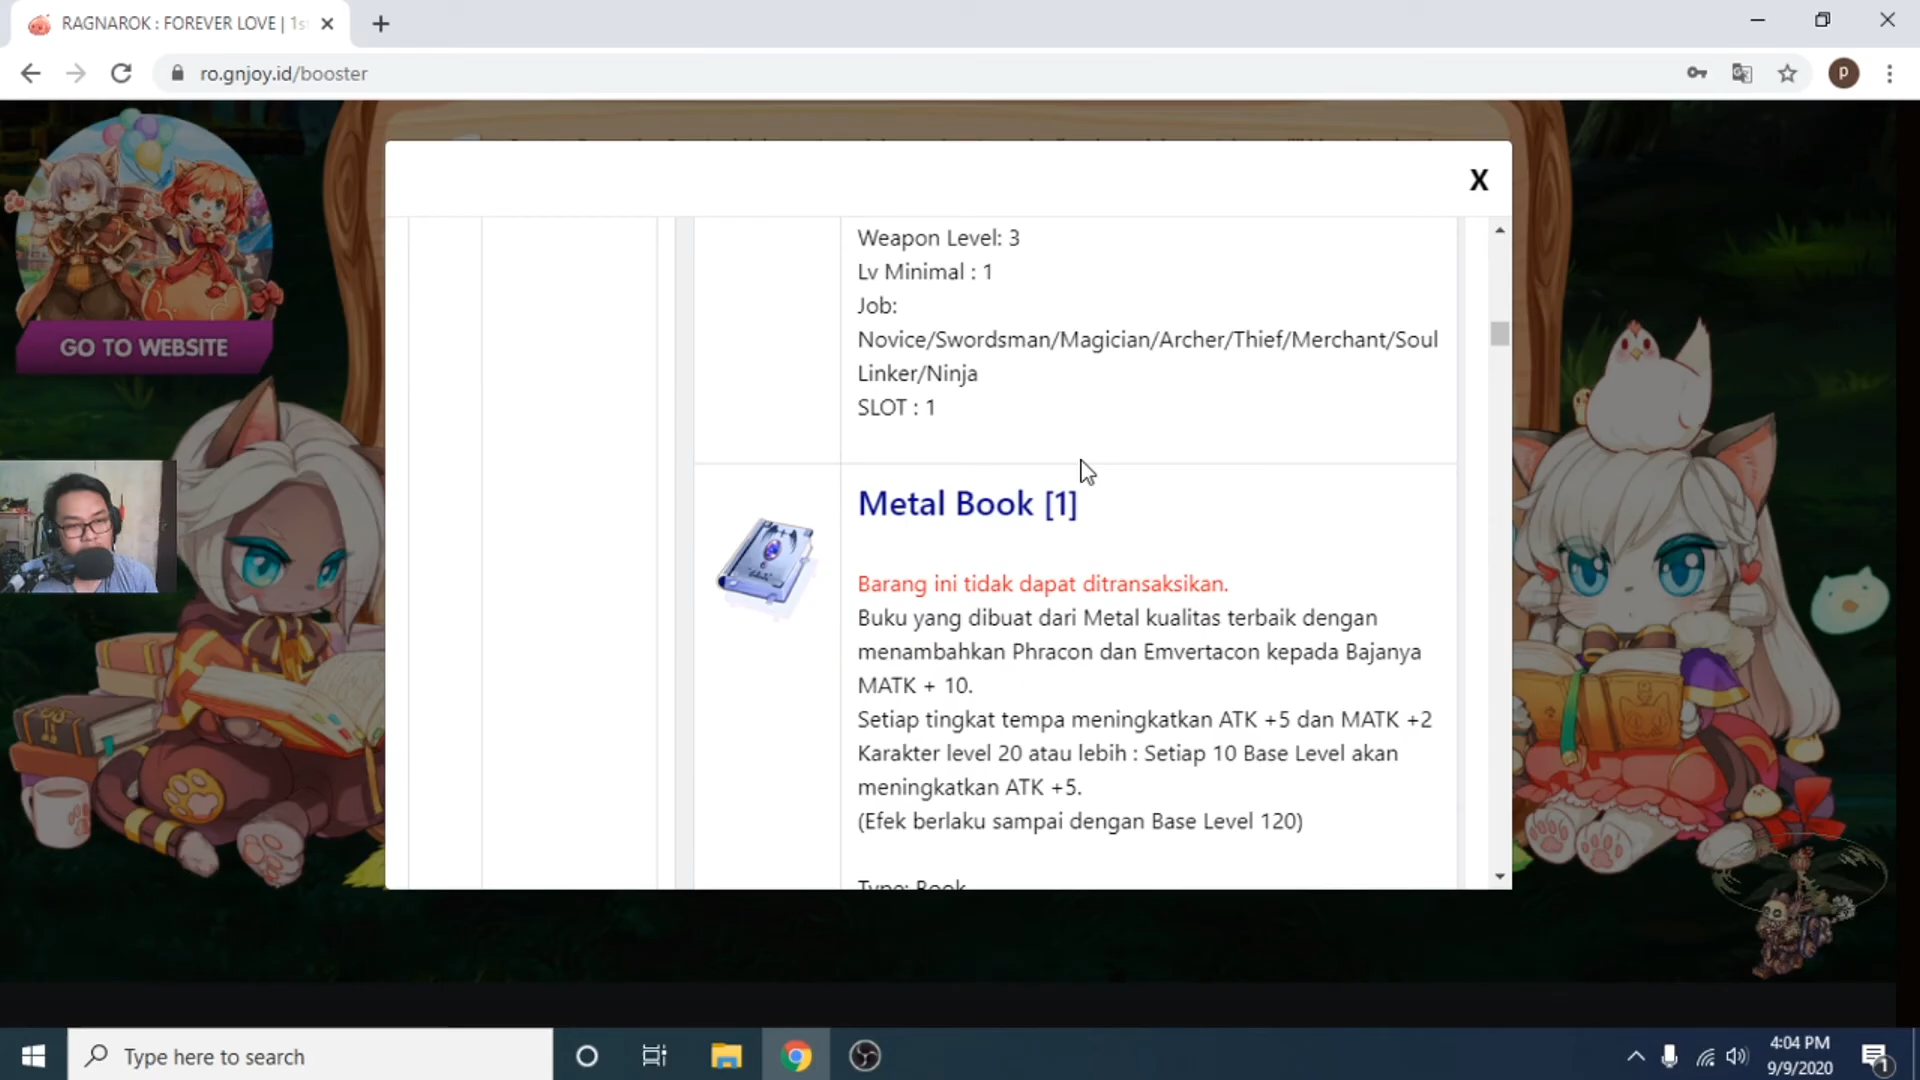 RAGNAROK : FOREVER LOVE | 1s
ro.gnjoy.id/booster
P
GO TO WEBSITE
X
Weapon Level: 3
Lv Minimal : 1
Job:
Novice/Swordsman/Magician/Archer/Thief/Merchant/Soul
Linker/Ninja
SLOT : 1
Metal Book [1]
Barang ini tidak dapat ditransaksikan.
Buku yang dibuat dari Metal kualitas terbaik dengan
menambahkan Phracon dan Emvertacon kepada Bajanya
MATK + 10.
Setiap tingkat tempa meningkatkan ATK +5 dan MATK +2
Karakter level 20 atau lebih : Setiap 10 Base Level akan
meningkatkan ATK +5.
(Efek berlaku sampai dengan Base Level 120)
Type: Book
Type here to search
4:04 PM
9/9/2020
1